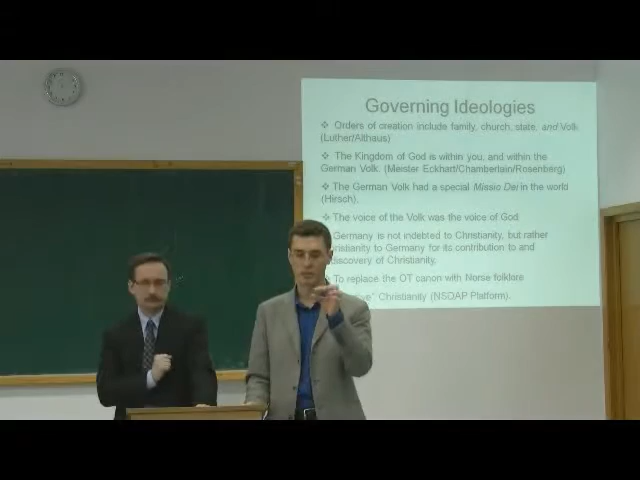 Governing Ideologies
❖ Orders of creation include family, church, state, and Volk
(Luther/Althaus)
❖ The Kingdom of God is within you, and within the
German Volk. (Meister Eckhart/Chamberlain/Rosenberg)
❖ The German Volk had a special Missio Dei in the world
(Hirsch).
❖ The voice of the Volk was the voice of God
Germany is not indebted to Christianity, but rather
ristianity to Germany for its contribution to and
discovery of Christianity.
To replace the OT canon with Norse folklore
Christianity (NSDAP Platform).